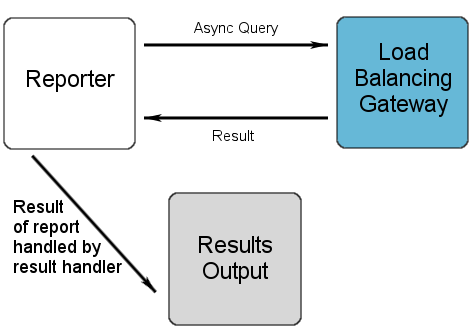 Async Query
Reporter
Load
Balancing
Gateway
Result
Result
of report
handled by
result handler
Results
Output